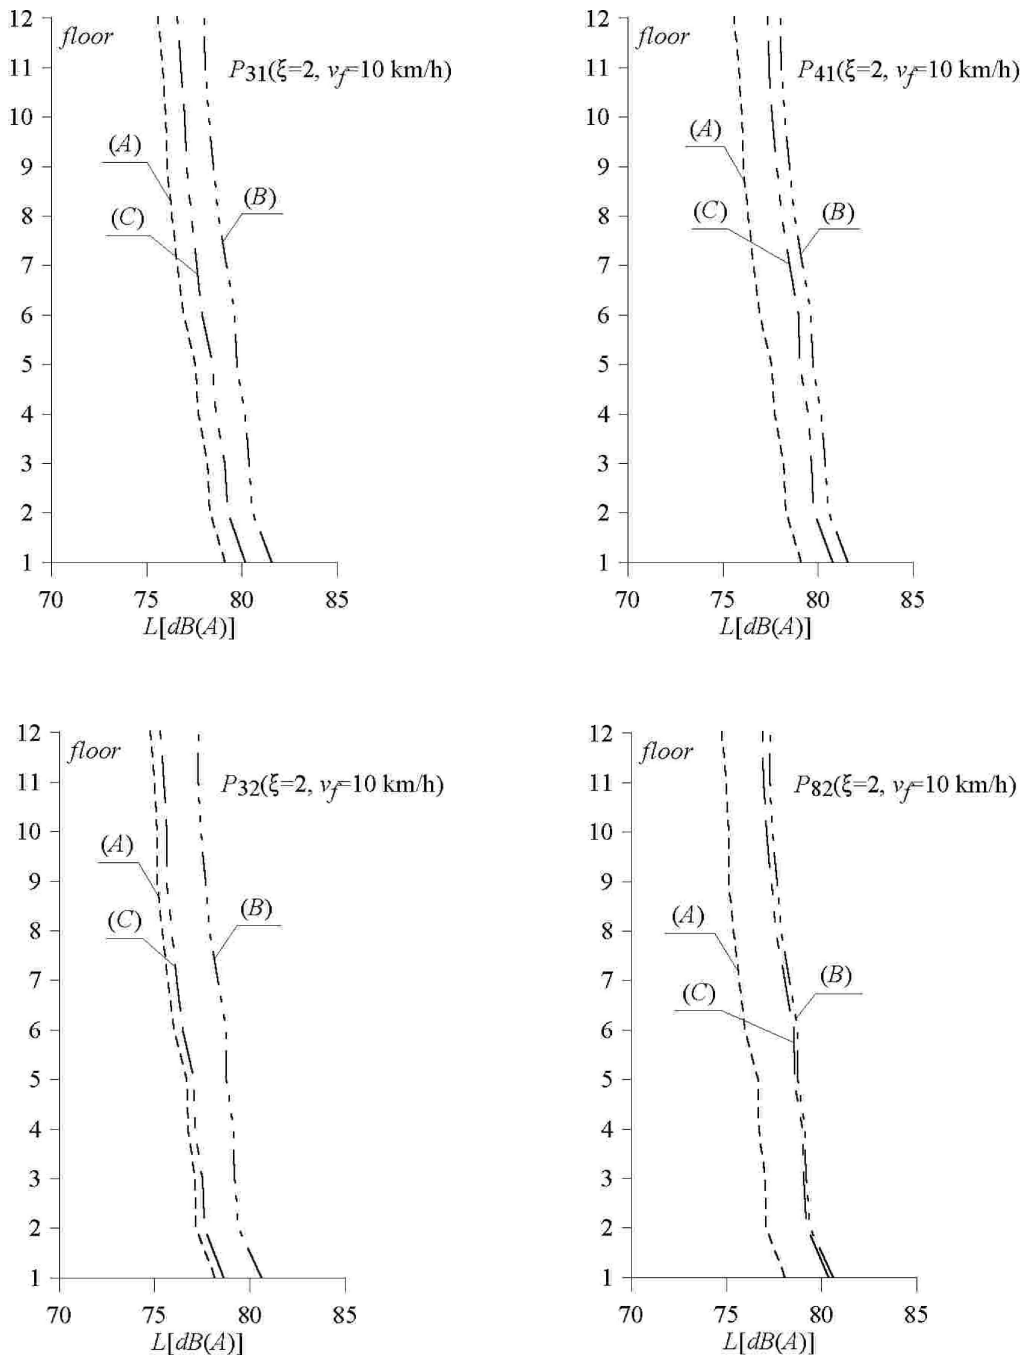 12
floor
11
P31(ξ=2, vf=10 km/h)
10
(A)
9
(B)
(C)
8
7
6
5
4
3
2
1
70 75 80 85
L[dB(A)]
12
floor
11
P41(ξ=2, vf=10 km/h)
10
(A)
9
(C)
(B)
8
7
6
5
4
3
2
1
70 75 80 85
L[dB(A)]
12
floor
11
P32(ξ=2, vf=10 km/h)
10
(A)
9
(C)
(B)
8
7
6
5
4
3
2
1
70 75 80 85
L[dB(A)]
12
floor
11
P82(ξ=2, vf=10 km/h)
10
9
8
(A)
7
(C)
(B)
6
5
4
3
2
1
70 75 80 85
L[dB(A)]